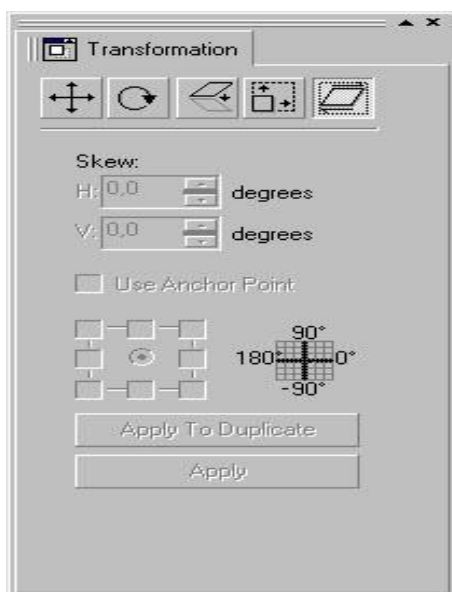 Transformation
Skew:
H: 0,0 degrees
V: 0,0 degrees
Use Anchor Point
90°
180° 0°
-90°
Apply To Duplicate
Apply